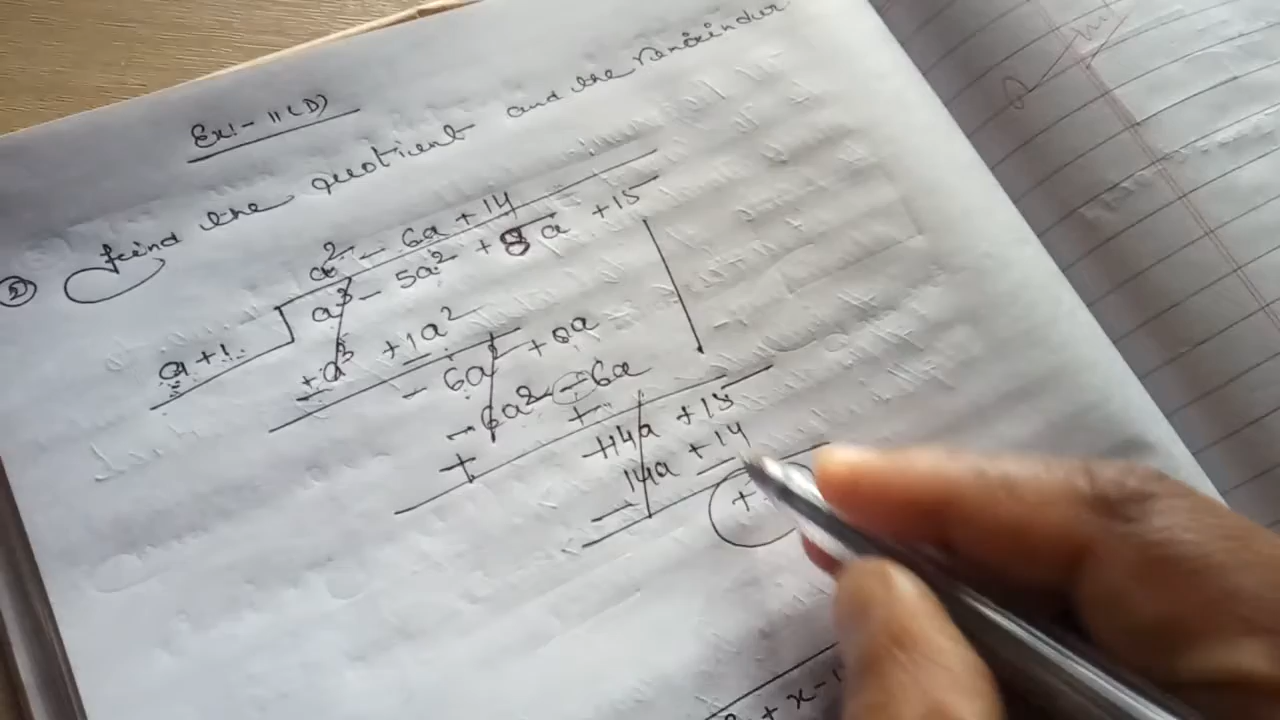 Ex:- 11(D)
② find the quotient and the remainder
a² - 6a + 14
a + 1 a³ - 5a² + 8a + 15
a³ + 1a²
- 6a² + 8a
- 6a² - 6a
+ +
+14a + 15
14a + 14
-
+
+ x - 1